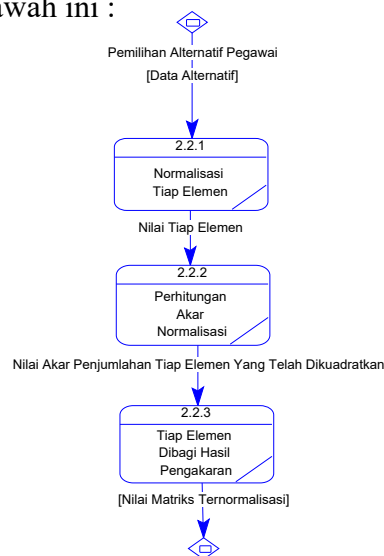 awah ini :
Pemilihan Alternatif Pegawai
[Data Alternatif]
2.2.1
Normalisasi
Tiap Elemen
Nilai Tiap Elemen
2.2.2
Perhitungan
Akar
Normalisasi
Nilai Akar Penjumlahan Tiap Elemen Yang Telah Dikuadratkan
2.2.3
Tiap Elemen
Dibagi Hasil
Pengakaran
[Nilai Matriks Ternormalisasi]